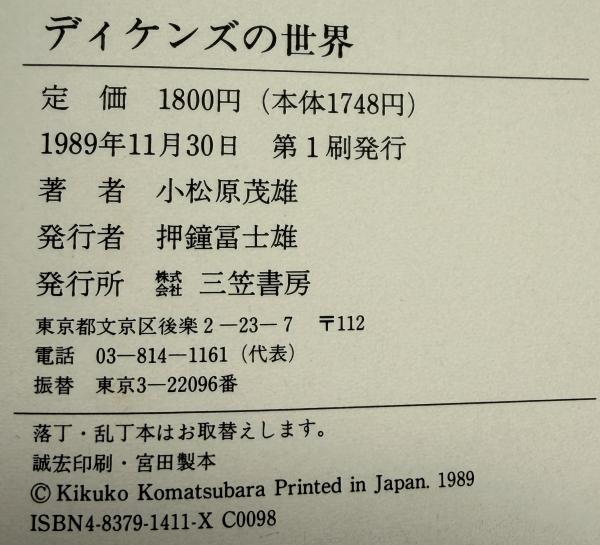 ディケンズの世界
定　価　1800円（本体1748円）
1989年11月30日　第1刷発行
著　者　小松原茂雄
発行者　押鐘冨士雄
発行所　株式会社　三笠書房
東京都文京区後楽2―23―7　〒112
電話　03―814―1161（代表）
振替　東京3―22096番
落丁・乱丁本はお取替えします。
誠宏印刷・宮田製本
© Kikuko Komatsubara Printed in Japan. 1989
ISBN4-8379-1411-X C0098